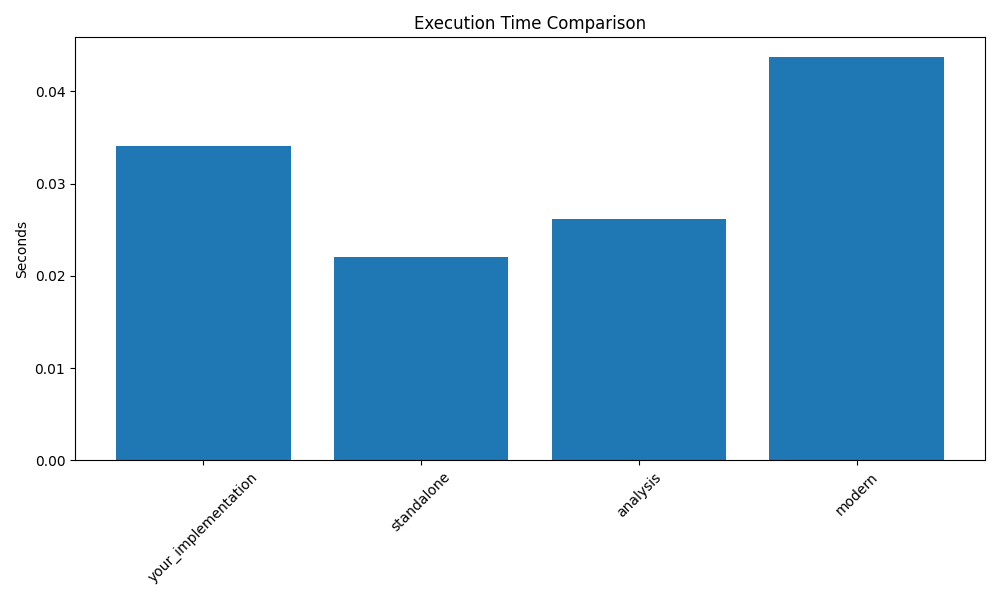 Execution Time Comparison
Seconds
0.04
0.03
0.02
0.01
0.00
your_implementation
standalone
analysis
modern